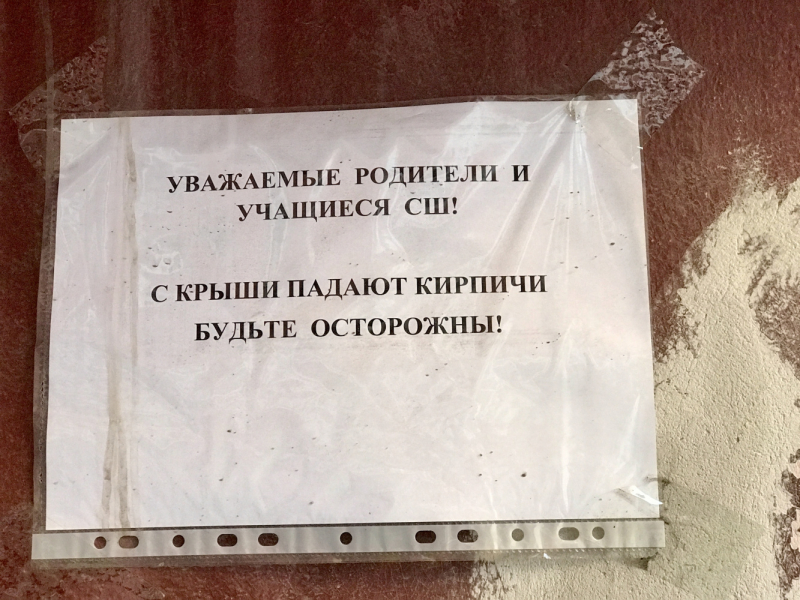 УВАЖАЕМЫЕ РОДИТЕЛИ И
УЧАЩИЕСЯ СШ!
С КРЫШИ ПАДАЮТ КИРПИЧИ
БУДЬТЕ ОСТОРОЖНЫ!